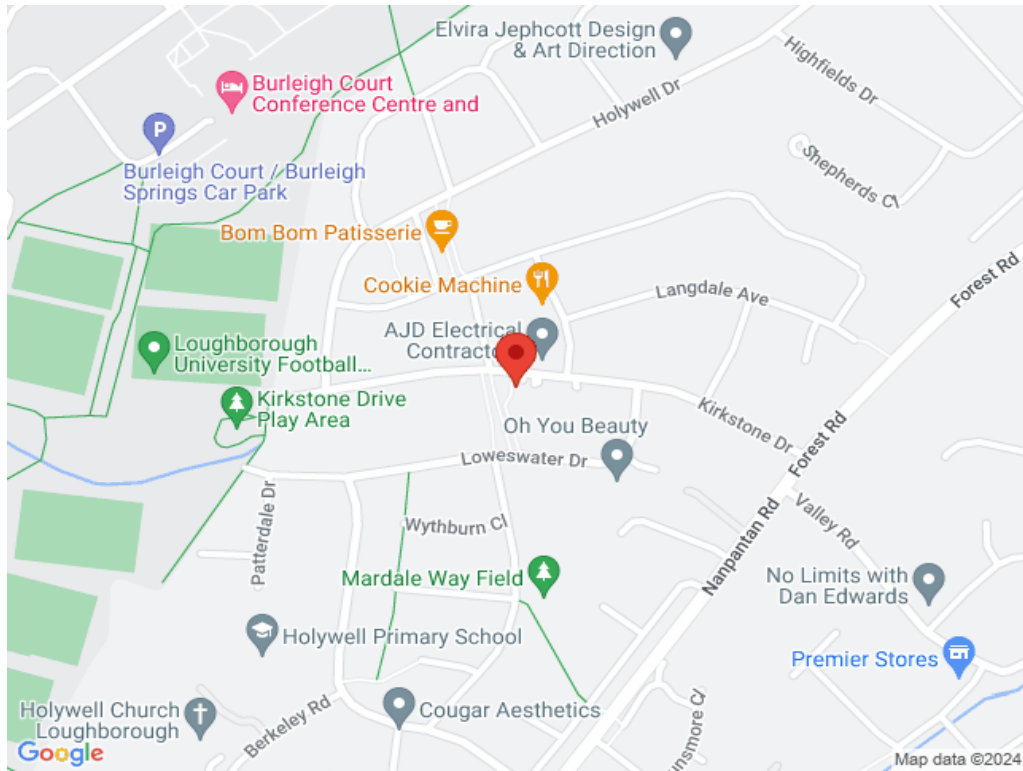 Elvira Jephcott Design
& Art Direction
Highfields Dr
Burleigh Court
Conference Centre and
Holywell Dr
P
Burleigh Court / Burleigh
Springs Car Park
Shepherds Cl
Bom Bom Patisserie
Forest Rd
Cookie Machine
Langdale Ave
AJD Electrical
Contracto
Loughborough
University Football...
Kirkstone Drive
Play Area
Kirkstone Dr
Oh You Beauty
Forest Rd
Loweswater Dr
Patterdale Dr
Wythburn Cl
Valley Rd
Nanpantan Rd
Mardale Way Field
No Limits with
Dan Edwards
Holywell Primary School
Premier Stores
Berkeley Rd
Cougar Aesthetics
unsmore Cl
Holywell Church
Loughborough
Google
Map data ©2024